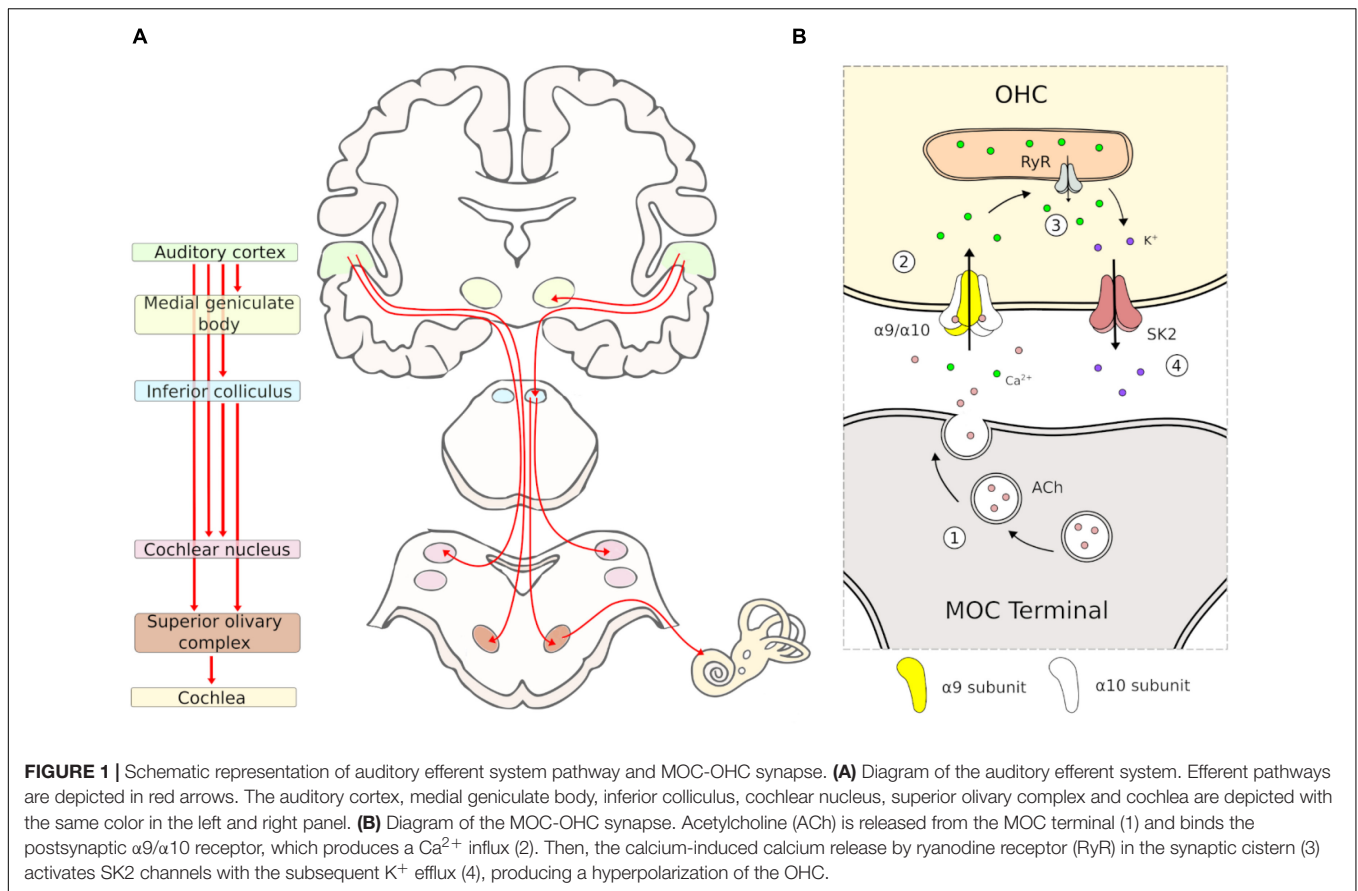 A
Auditory cortex
Medial geniculate
body
Inferior colliculus
Cochlear nucleus
Superior olivary
complex
Cochlea
B
OHC
RyR
3
K⁺
2
α9/α10
SK2
4
Ca²⁺
ACh
1
MOC Terminal
α9 subunit
α10 subunit
FIGURE 1 | Schematic representation of auditory efferent system pathway and MOC-OHC synapse. (A) Diagram of the auditory efferent system. Efferent pathways
are depicted in red arrows. The auditory cortex, medial geniculate body, inferior colliculus, cochlear nucleus, superior olivary complex and cochlea are depicted with
the same color in the left and right panel. (B) Diagram of the MOC-OHC synapse. Acetylcholine (ACh) is released from the MOC terminal (1) and binds the
postsynaptic α9/α10 receptor, which produces a Ca²⁺ influx (2). Then, the calcium-induced calcium release by ryanodine receptor (RyR) in the synaptic cistern (3)
activates SK2 channels with the subsequent K⁺ efflux (4), producing a hyperpolarization of the OHC.